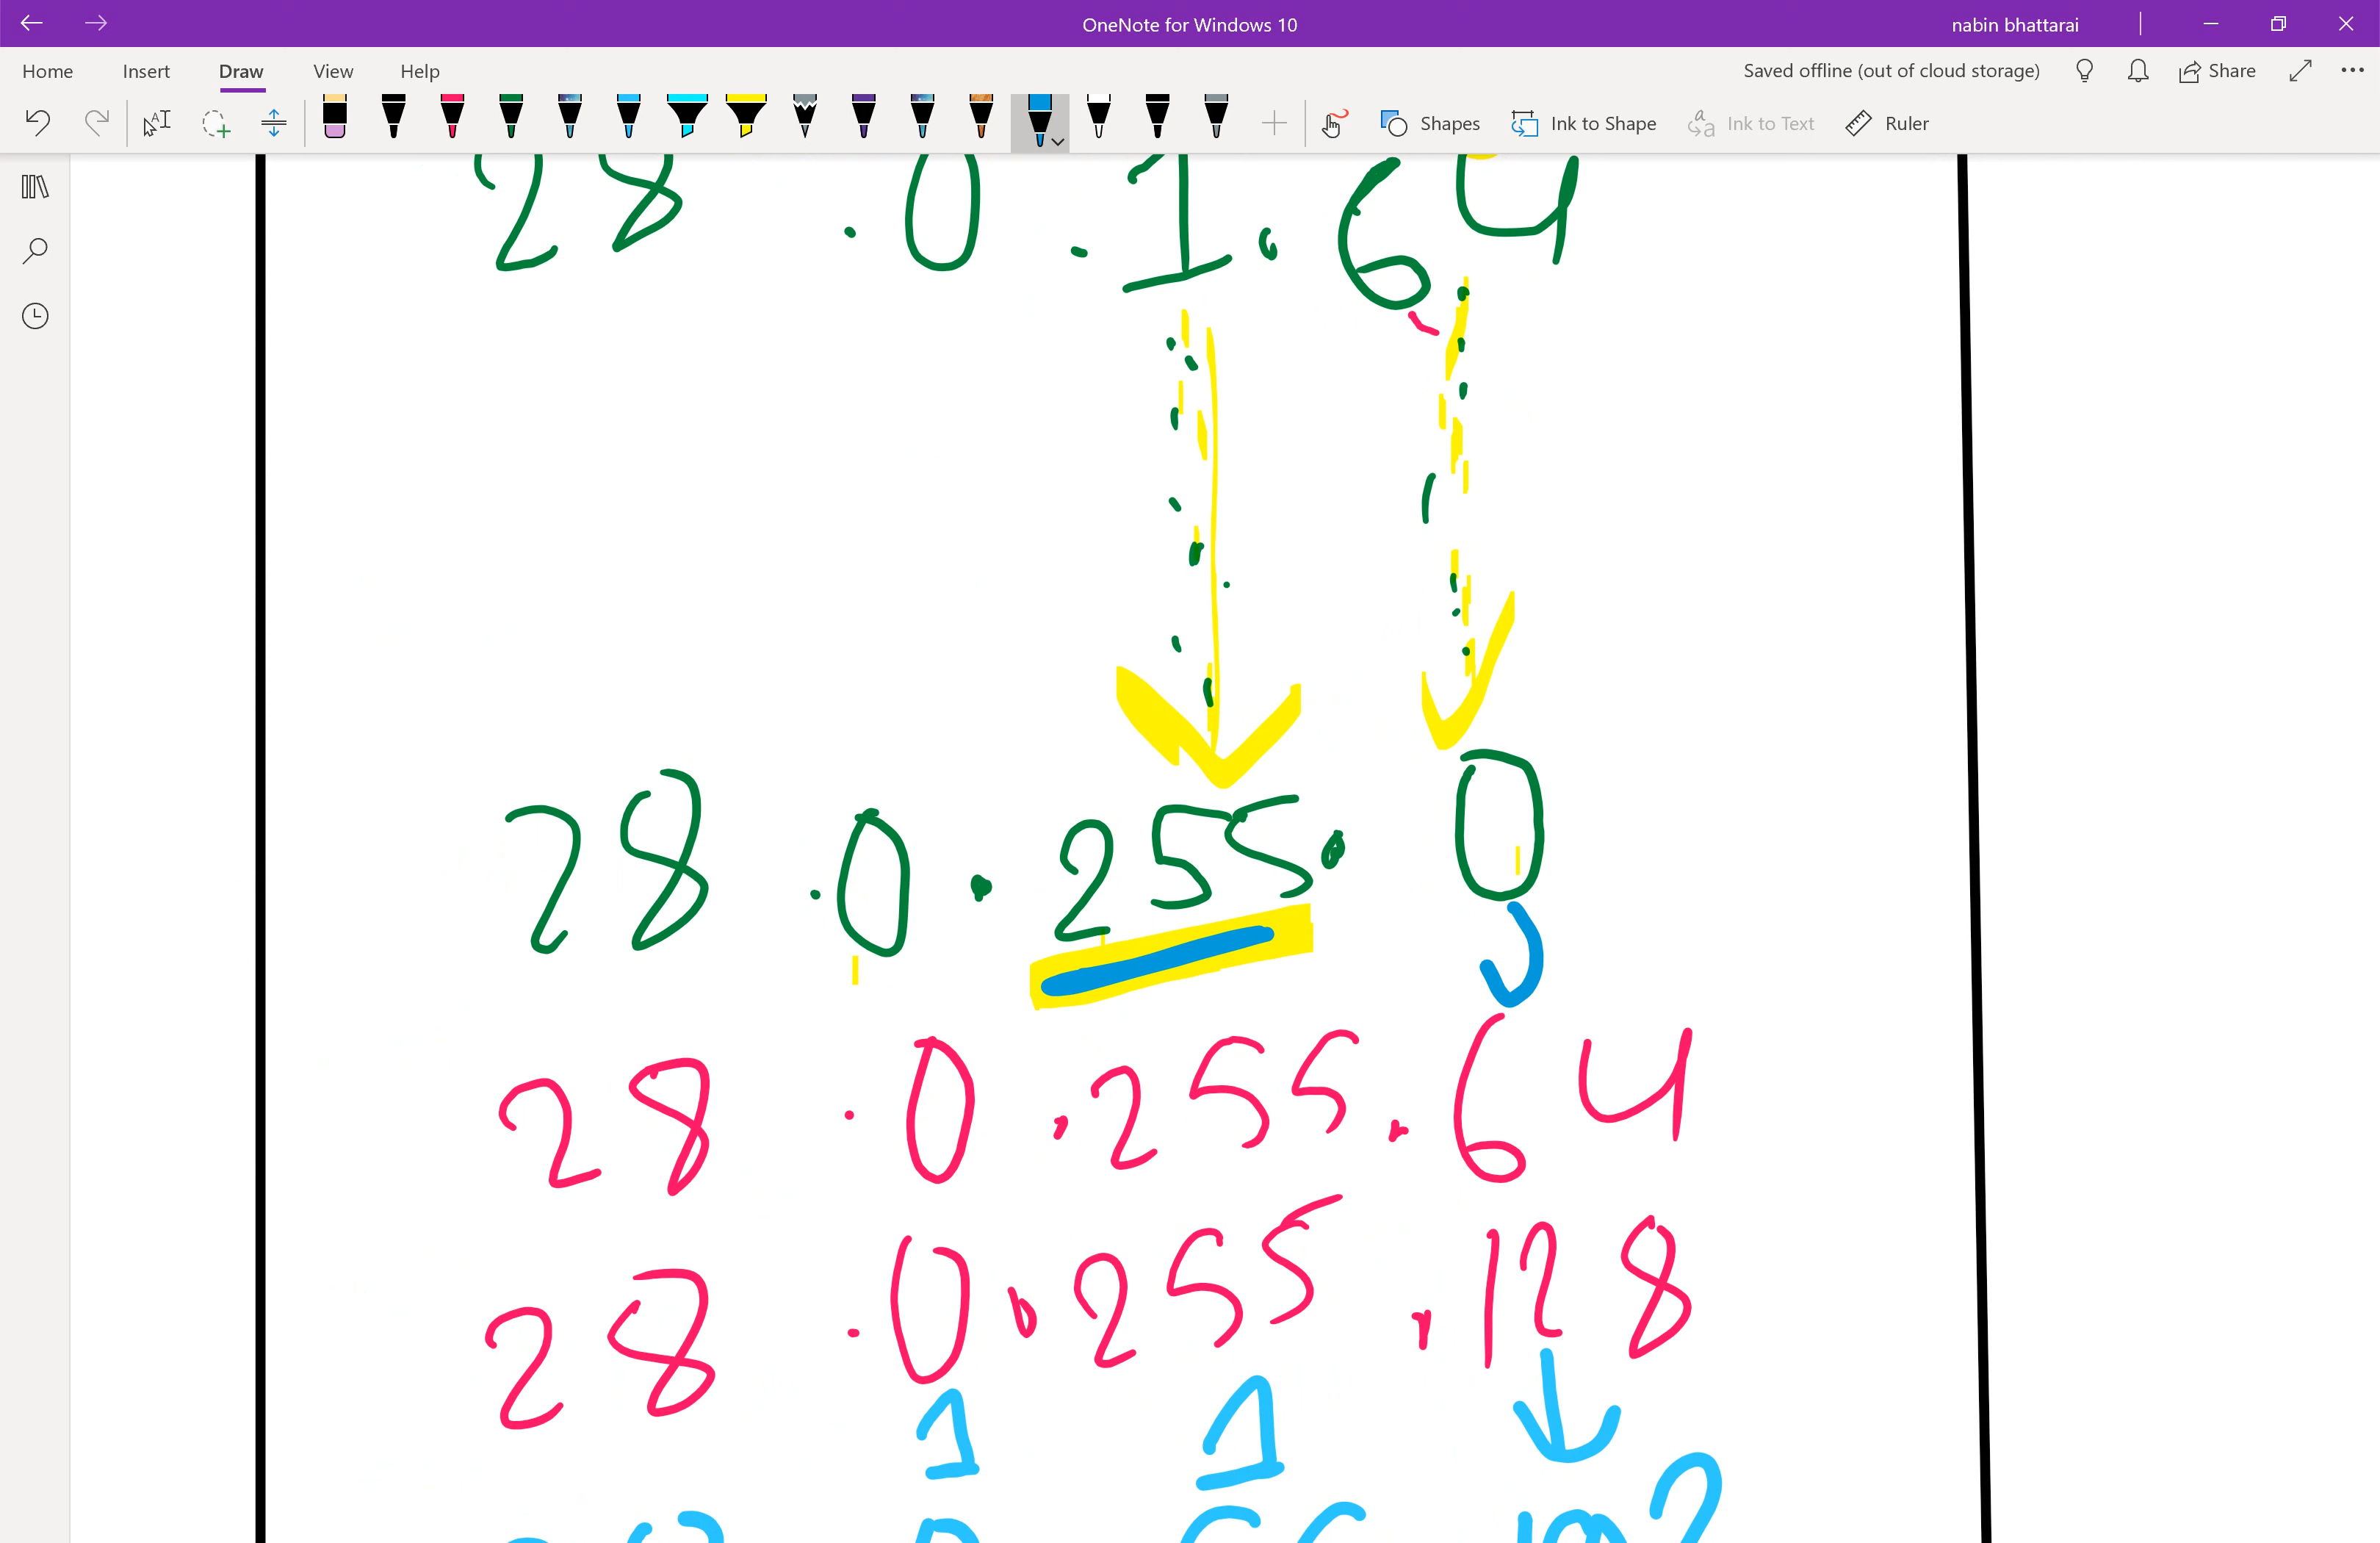 OneNote for Windows 10
nabin bhattarai
Home Insert Draw View Help
Saved offline (out of cloud storage)
Share
Shapes
Ink to Shape
Ink to Text
Ruler
28.0.1.64
28.0.255.0
28.0.255.64
28.0.255.128
1 1